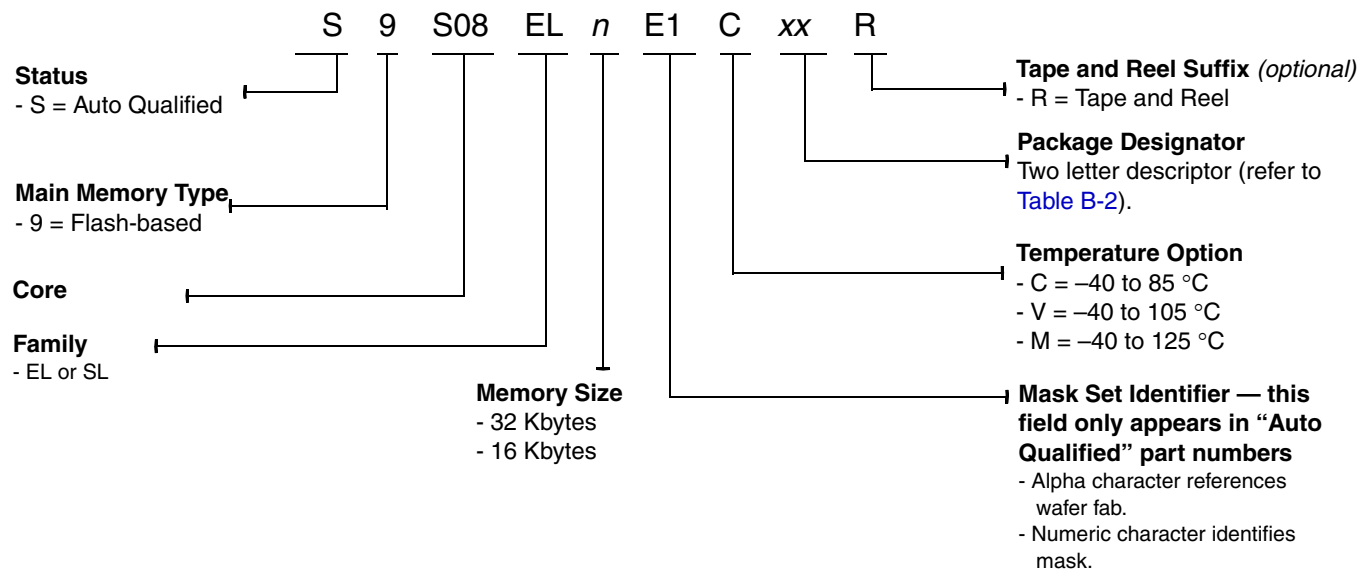 S 9 S08 EL n E1 C xx R
Status
- S = Auto Qualified
Main Memory Type
- 9 = Flash-based
Core
Family
- EL or SL
Memory Size
- 32 Kbytes
- 16 Kbytes
Tape and Reel Suffix (optional)
- R = Tape and Reel
Package Designator
Two letter descriptor (refer to
Table B-2).
Temperature Option
- C = –40 to 85 °C
- V = –40 to 105 °C
- M = –40 to 125 °C
Mask Set Identifier — this
field only appears in “Auto
Qualified” part numbers
- Alpha character references
wafer fab.
- Numeric character identifies
mask.